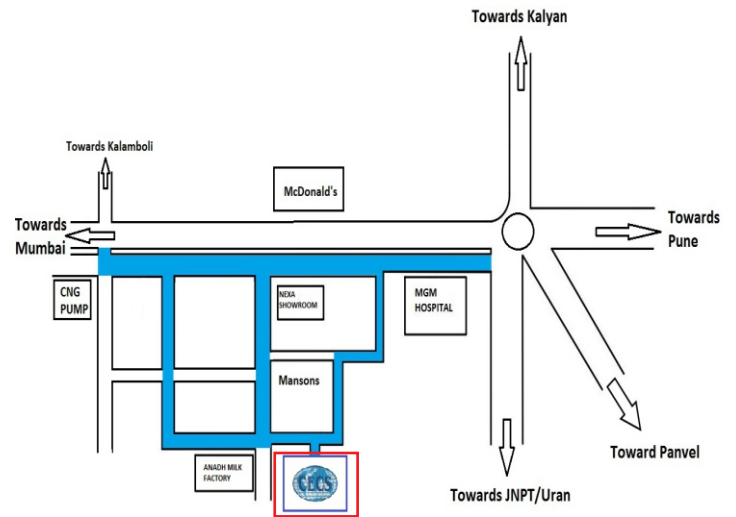 Towards Kalyan
Towards Kalamboli
McDonald's
Towards
Mumbai
Towards
Pune
CNG
PUMP
NEXA
SHOWROOM
MGM
HOSPITAL
Mansons
Toward Panvel
ANADH MILK
FACTORY
CECS
Towards JNPT/Uran